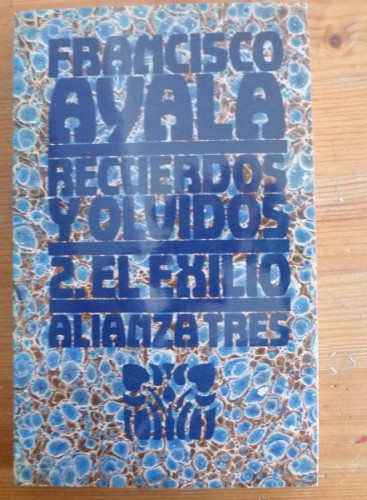 FRANCISCO
AYALA
RECUERDOS
Y OLVIDOS
2. EL EXILIO
ALIANZA TRES